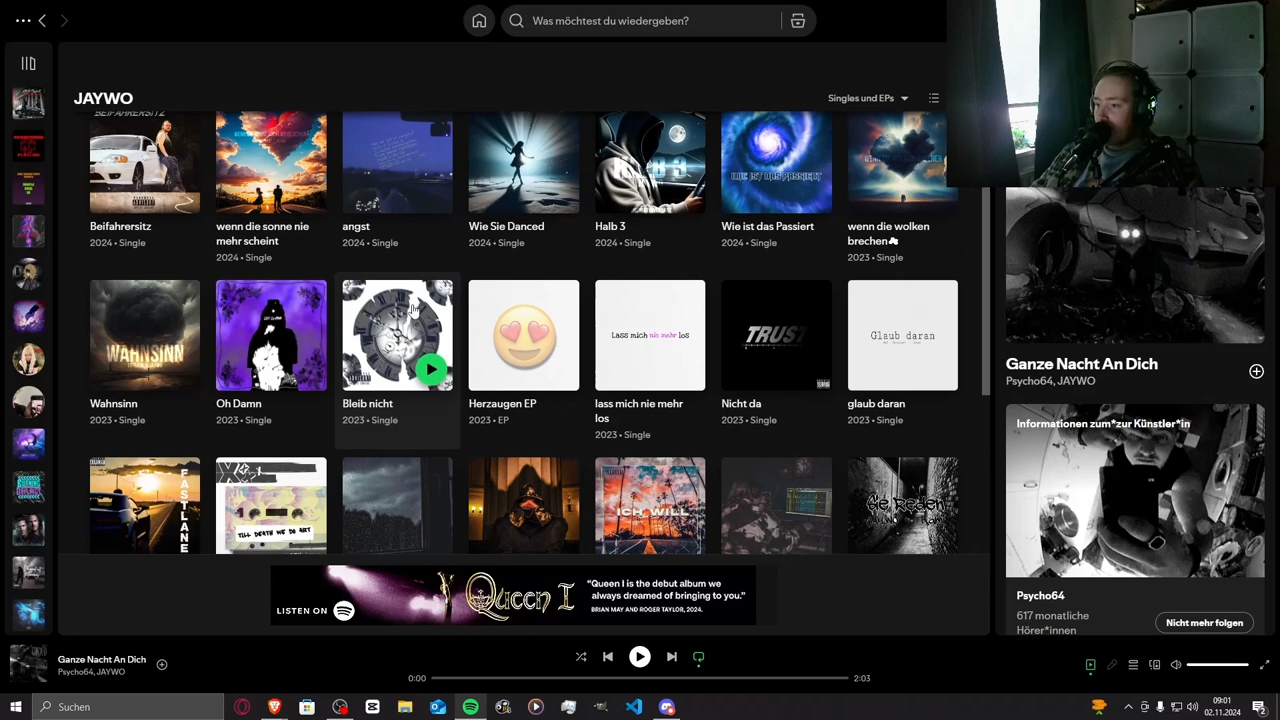 Was möchtest du wiedergeben?
JAYWO
Singles und EPs
BEIFAHRERSITZ
HALB 3
WIE IST DAS PASSIERT
Beifahrersitz
2024 • Single
wenn die sonne nie
mehr scheint
2024 • Single
angst
2024 • Single
Wie Sie Danced
2024 • Single
Halb 3
2024 • Single
Wie ist das Passiert
2024 • Single
wenn die wolken
brechen
2023 • Single
WAHNSINN
Lass mich nie mehr los
TRUST
Glaub daran
Wahnsinn
2023 • Single
Oh Damn
2023 • Single
Bleib nicht
2023 • Single
Herzaugen EP
2023 • EP
lass mich nie mehr
los
2023 • Single
Nicht da
2023 • Single
glaub daran
2023 • Single
FASTLANE
TILL DEATH WE DO ART
ICH WILL
LISTEN ON
Spotify
Queen I
“Queen I is the debut album we
always dreamed of bringing to you.”
BRIAN MAY AND ROGER TAYLOR, 2024.
Ganze Nacht An Dich
Psycho64, JAYWO
Informationen zum*zur Künstler*in
Psycho64
617 monatliche
Hörer*innen
Nicht mehr folgen
Ganze Nacht An Dich
Psycho64, JAYWO
0:00
2:03
Suchen
09:01
02.11.2024
2